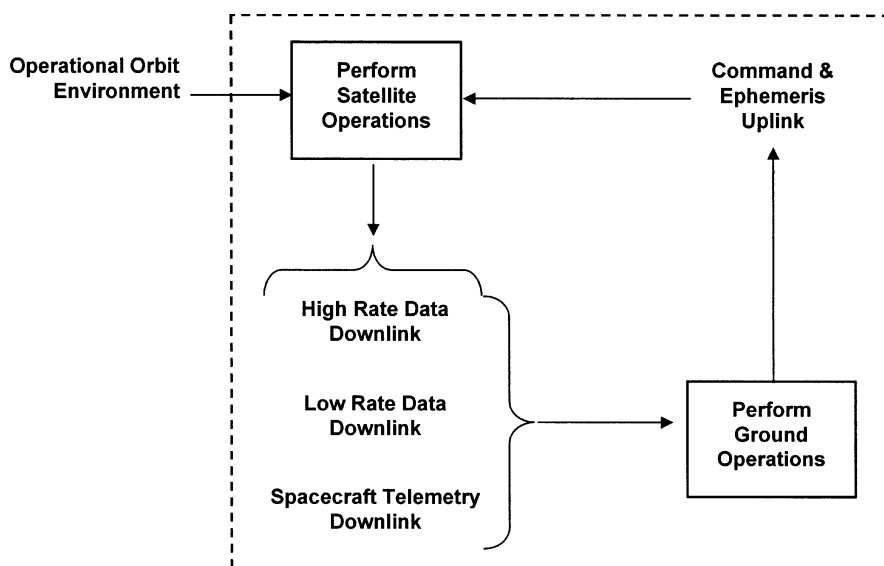 Operational Orbit
Environment
Perform
Satellite
Operations
Command &
Ephemeris
Uplink
High Rate Data
Downlink
Low Rate Data
Downlink
Spacecraft Telemetry
Downlink
Perform
Ground
Operations